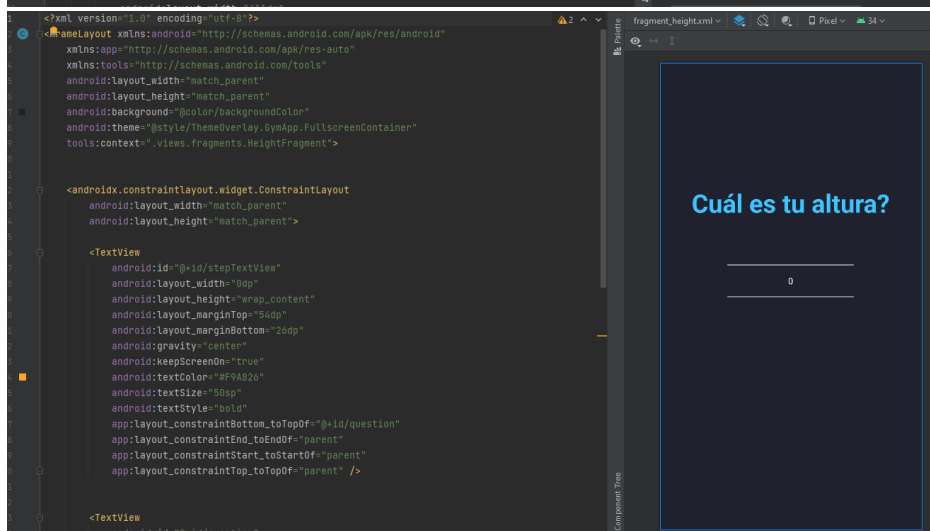 <?xml version="1.0" encoding="utf-8"?>
2
fragment_height.xml
Pixel
34
Palette
<FrameLayout xmlns:android="http://schemas.android.com/apk/res/android"
xmlns:app="http://schemas.android.com/apk/res-auto"
xmlns:tools="http://schemas.android.com/tools"
android:layout_width="match_parent"
android:layout_height="match_parent"
android:background="@color/backgroundColor"
android:theme="@style/ThemeOverlay.GymApp.FullscreenContainer"
tools:context=".views.fragments.HeightFragment">
<androidx.constraintlayout.widget.ConstraintLayout
android:layout_width="match_parent"
android:layout_height="match_parent">
<TextView
android:id="@+id/stepTextView"
android:layout_width="0dp"
android:layout_height="wrap_content"
android:layout_marginTop="54dp"
android:layout_marginBottom="26dp"
android:gravity="center"
android:keepScreenOn="true"
android:textColor="#F9A826"
android:textSize="50sp"
android:textStyle="bold"
app:layout_constraintBottom_toTopOf="@+id/question"
app:layout_constraintEnd_toEndOf="parent"
app:layout_constraintStart_toStartOf="parent"
app:layout_constraintTop_toTopOf="parent" />
<TextView
Cuál es tu altura?
0
Component Tree